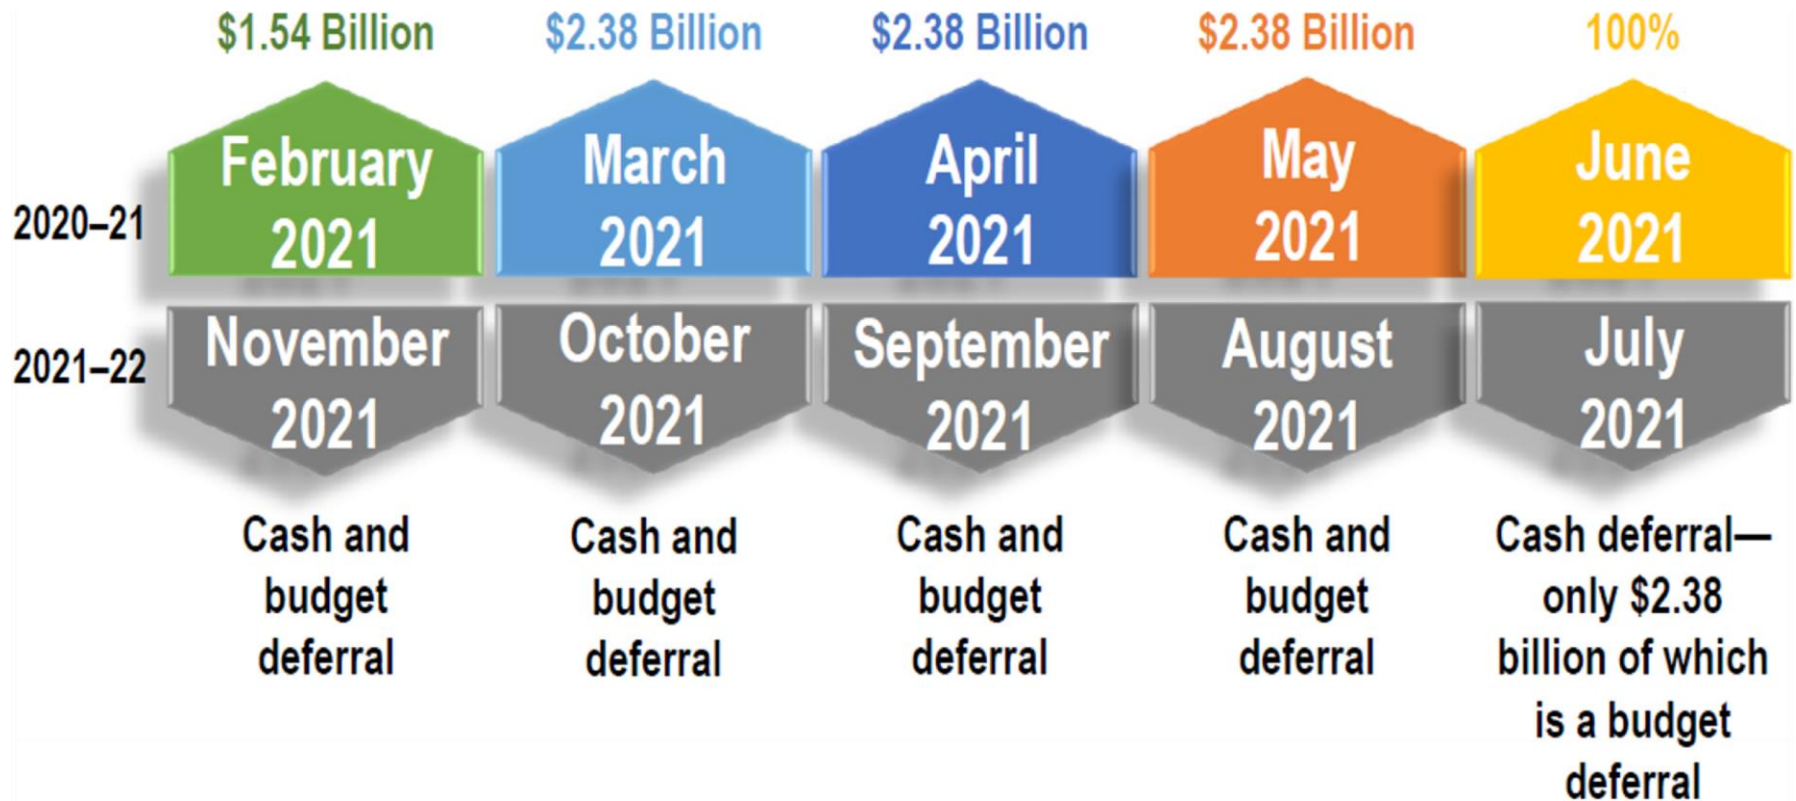 $1.54 Billion
$2.38 Billion
$2.38 Billion
$2.38 Billion
100%
2020–21
February
2021
March
2021
April
2021
May
2021
June
2021
2021–22
November
2021
October
2021
September
2021
August
2021
July
2021
Cash and
budget
deferral
Cash and
budget
deferral
Cash and
budget
deferral
Cash and
budget
deferral
Cash deferral—
only $2.38
billion of which
is a budget
deferral